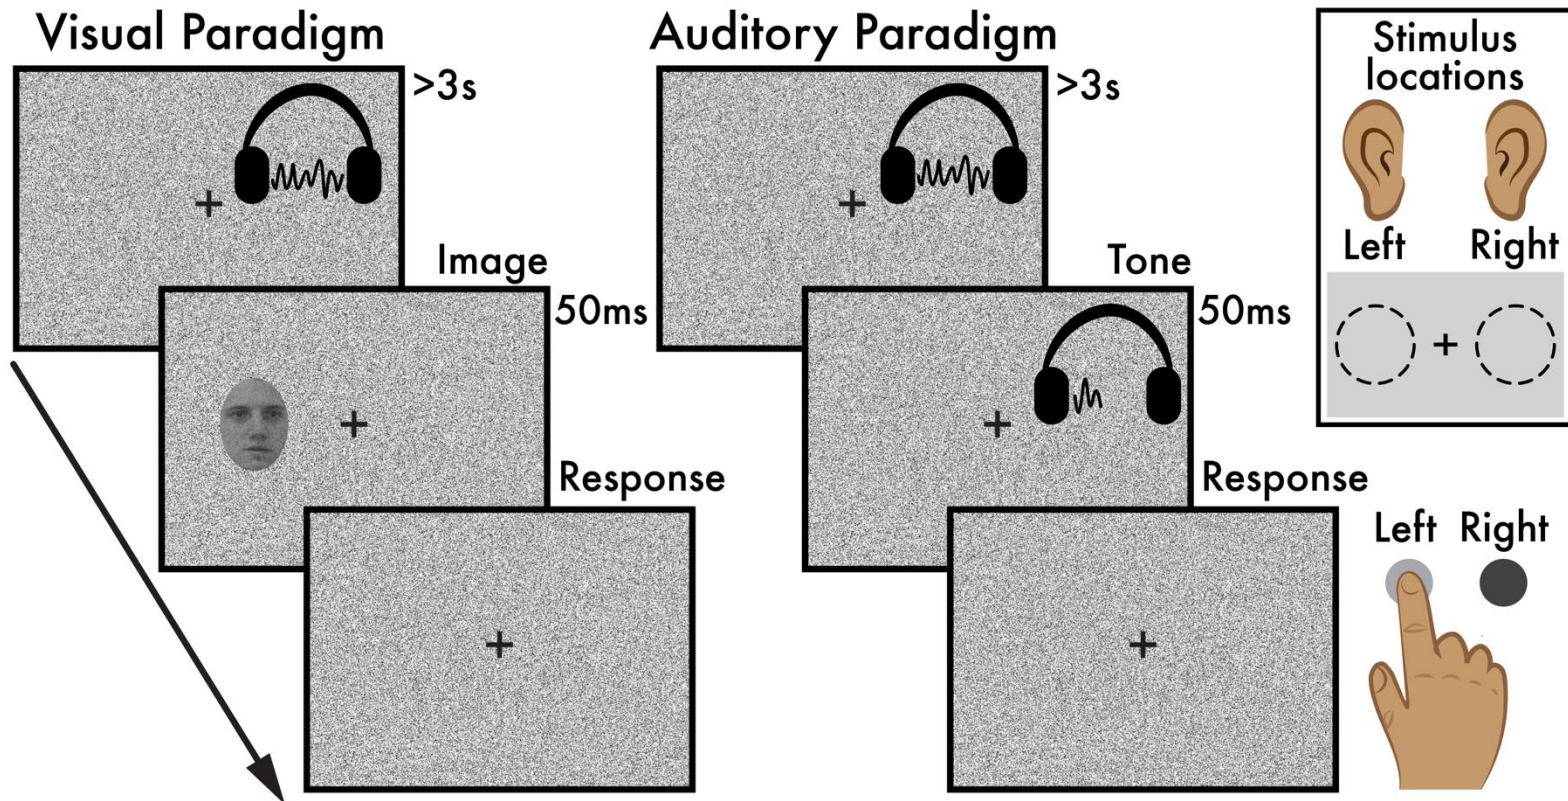 Visual Paradigm
>3s
Image
50ms
Response
Auditory Paradigm
>3s
Tone
50ms
Response
Stimulus
locations
Left Right
Left Right